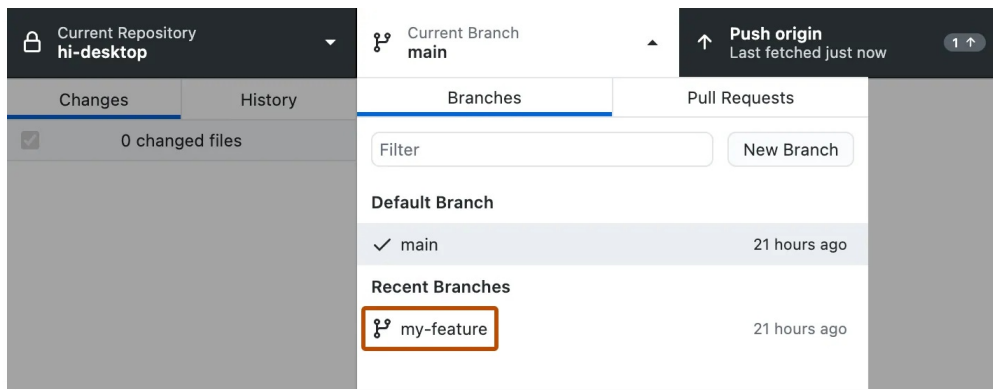 Current Repository
hi-desktop
Current Branch
main
Push origin
Last fetched just now
1
Changes
History
Branches
Pull Requests
0 changed files
Filter
New Branch
Default Branch
main
21 hours ago
Recent Branches
my-feature
21 hours ago